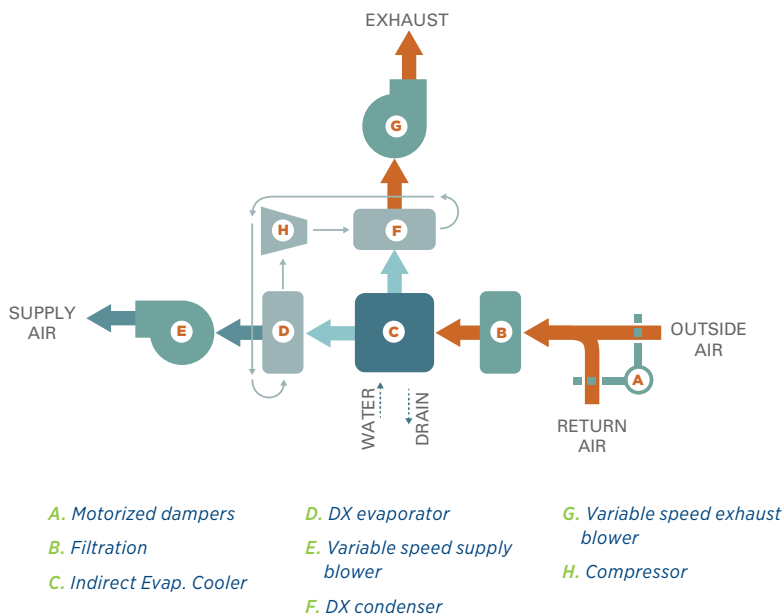 EXHAUST
G
H
F
SUPPLY
AIR
E
D
C
B
OUTSIDE
AIR
A
WATER
DRAIN
RETURN
AIR
A. Motorized dampers
B. Filtration
C. Indirect Evap. Cooler
D. DX evaporator
E. Variable speed supply
blower
F. DX condenser
G. Variable speed exhaust
blower
H. Compressor